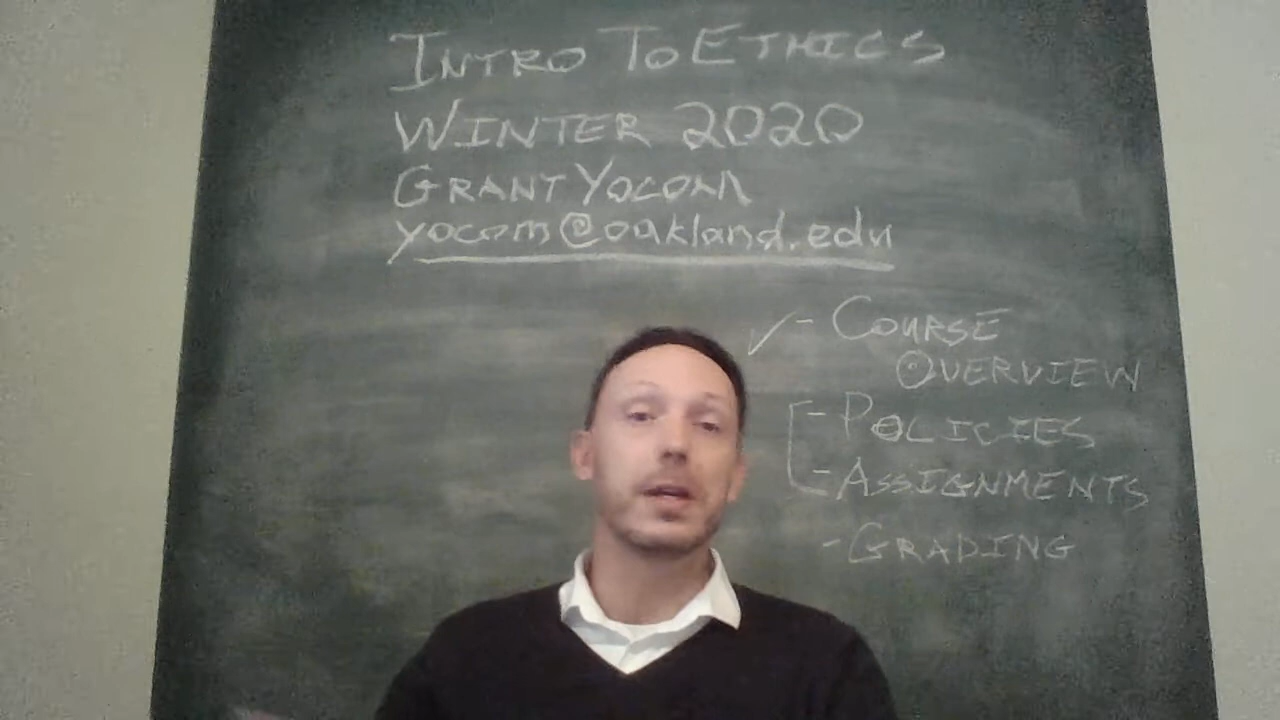 INTRO TO ETHICS
WINTER 2020
GRANT YOCOM
yocom@oakland.edu
✓ - COURSE
OVERVIEW
- POLICIES
- ASSIGNMENTS
- GRADING